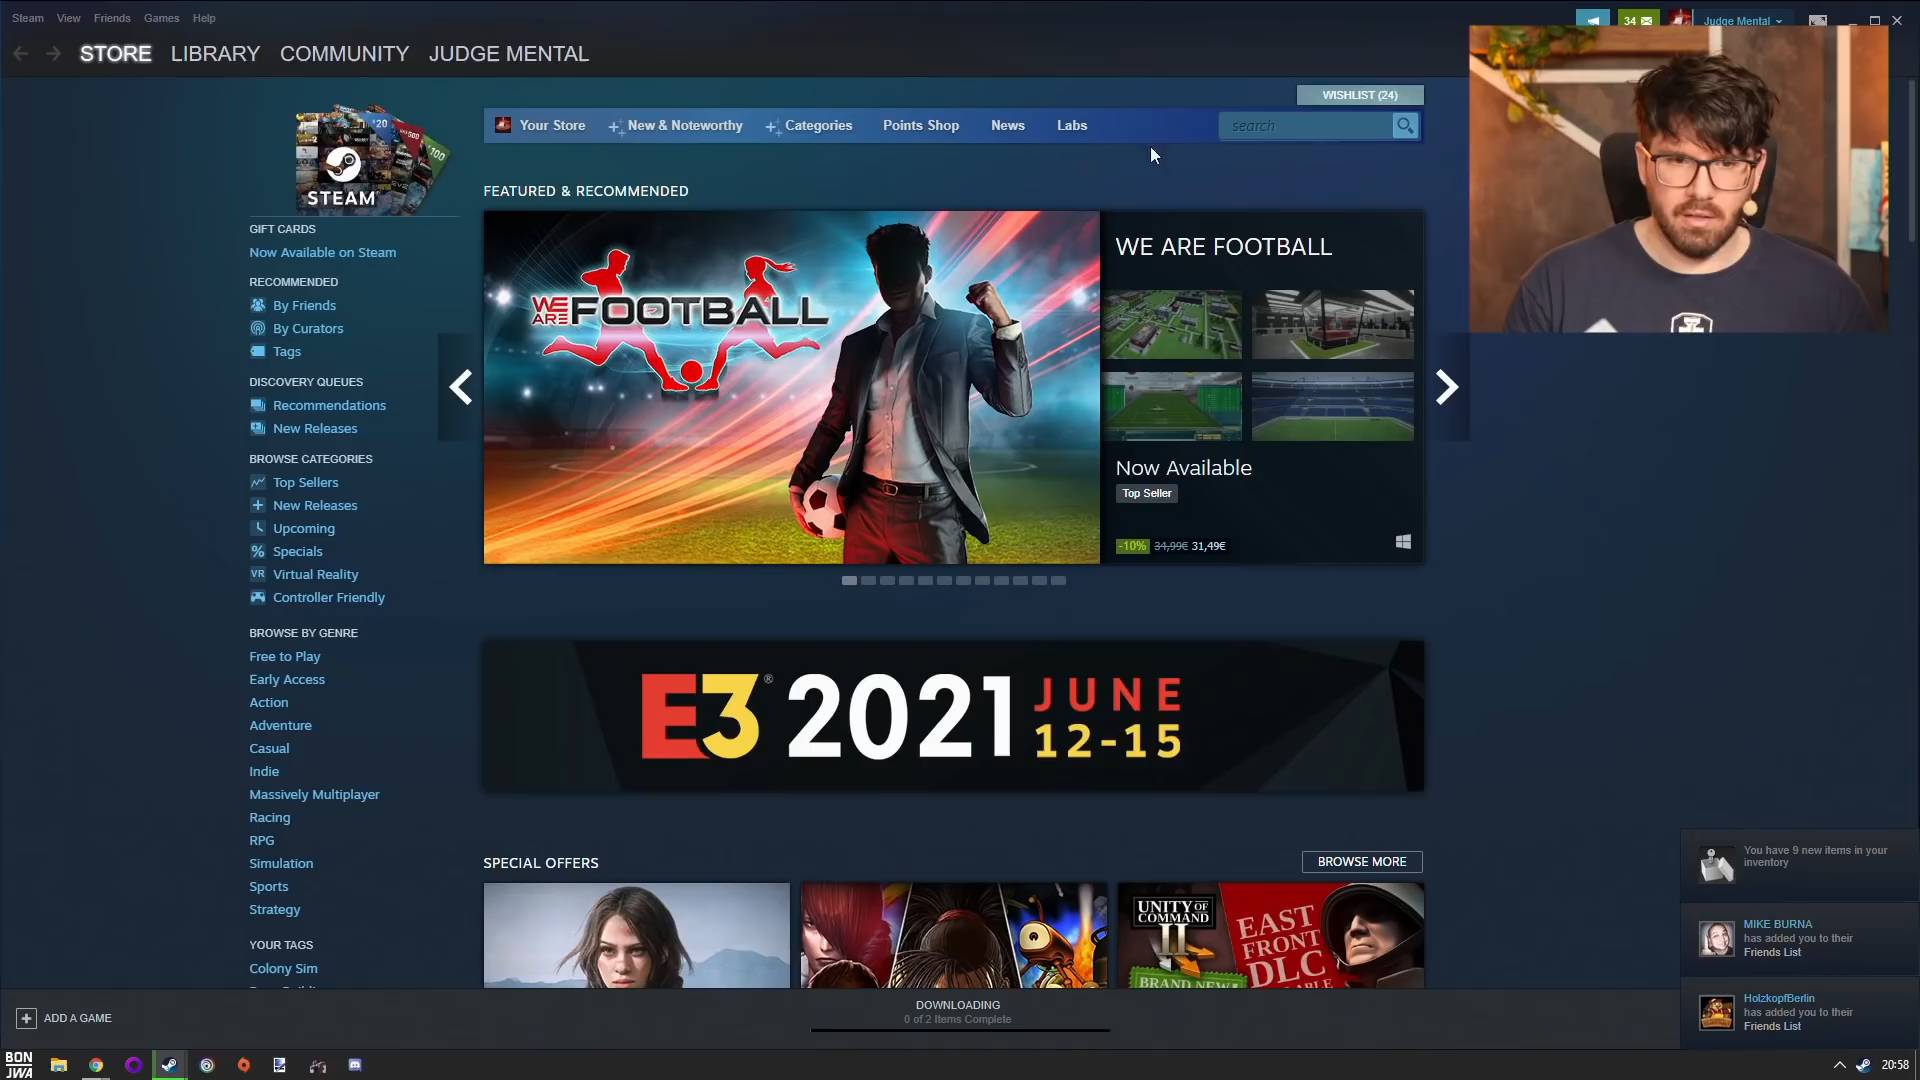 Steam View Friends Games Help
34
Judge Mental
STORE LIBRARY COMMUNITY JUDGE MENTAL
WISHLIST (24)
Your Store New & Noteworthy Categories Points Shop News Labs
search
STEAM
GIFT CARDS
Now Available on Steam
RECOMMENDED
By Friends
By Curators
Tags
DISCOVERY QUEUES
Recommendations
New Releases
BROWSE CATEGORIES
Top Sellers
New Releases
Upcoming
Specials
VR Virtual Reality
Controller Friendly
BROWSE BY GENRE
Free to Play
Early Access
Action
Adventure
Casual
Indie
Massively Multiplayer
Racing
RPG
Simulation
Sports
Strategy
YOUR TAGS
Colony Sim
FEATURED & RECOMMENDED
WE ARE FOOTBALL
WE ARE FOOTBALL
Now Available
Top Seller
-10% 34,99€ 31,49€
E3® 2021 JUNE
12-15
SPECIAL OFFERS
BROWSE MORE
UNITY OF
COMMAND
II
EAST
FRONT
DLC
BRAND NEW!
You have 9 new items in your
inventory
MIKE BURNA
has added you to their
Friends List
HolzkopfBerlin
has added you to their
Friends List
ADD A GAME
DOWNLOADING
0 of 2 Items Complete
BON
JWA
20:58